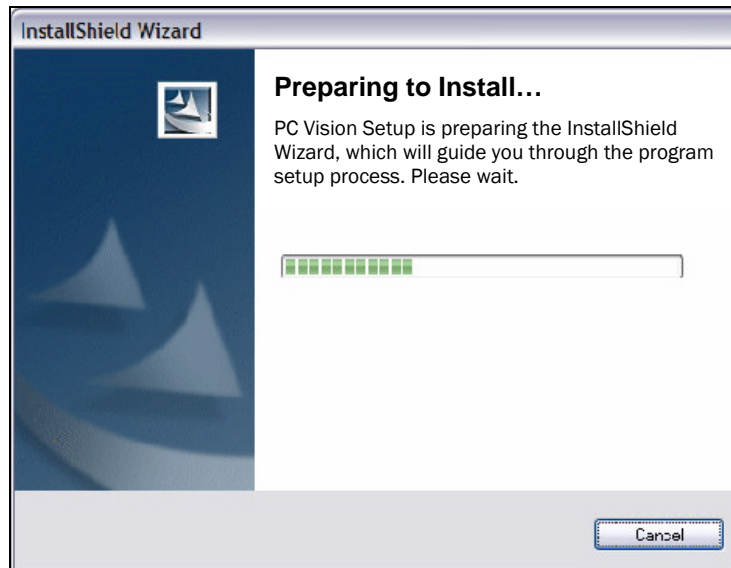 InstallShield Wizard
Preparing to Install...
PC Vision Setup is preparing the InstallShield
Wizard, which will guide you through the program
setup process. Please wait.
Cancel